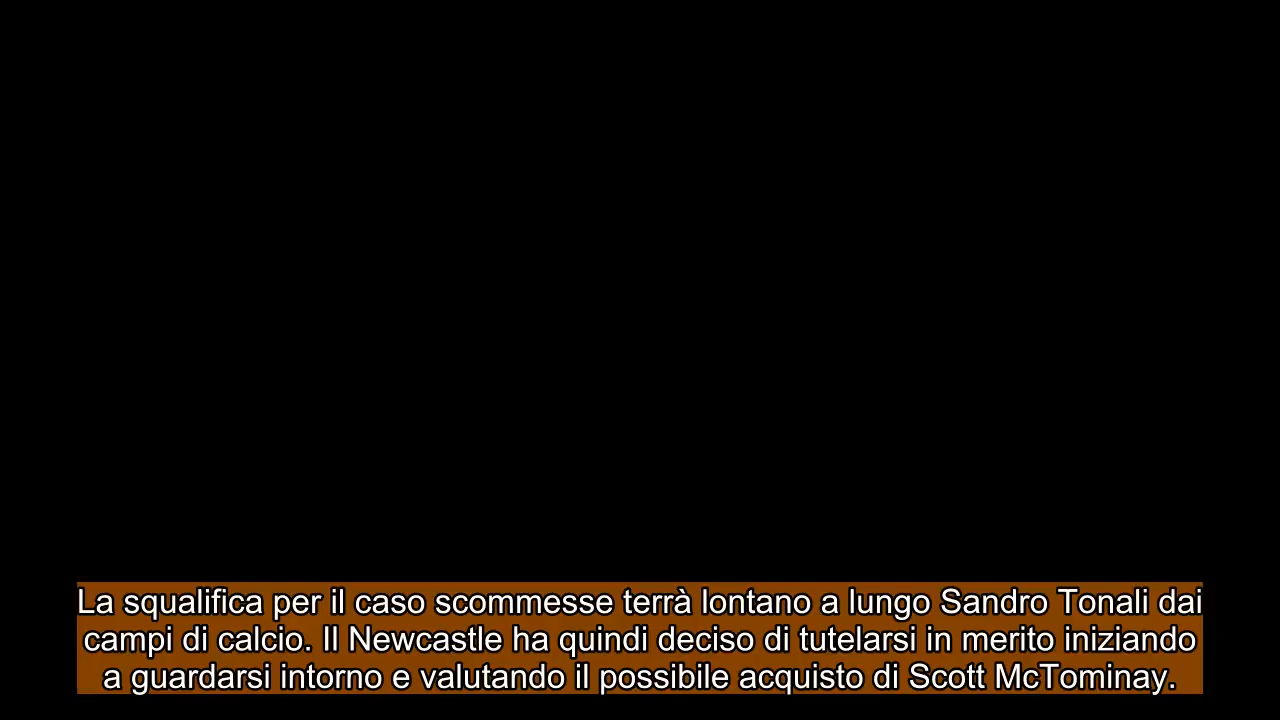 La squalifica per il caso scommesse terrà lontano a lungo Sandro Tonali dai
campi di calcio. Il Newcastle ha quindi deciso di tutelarsi in merito iniziando
a guardarsi intorno e valutando il possibile acquisto di Scott McTominay.